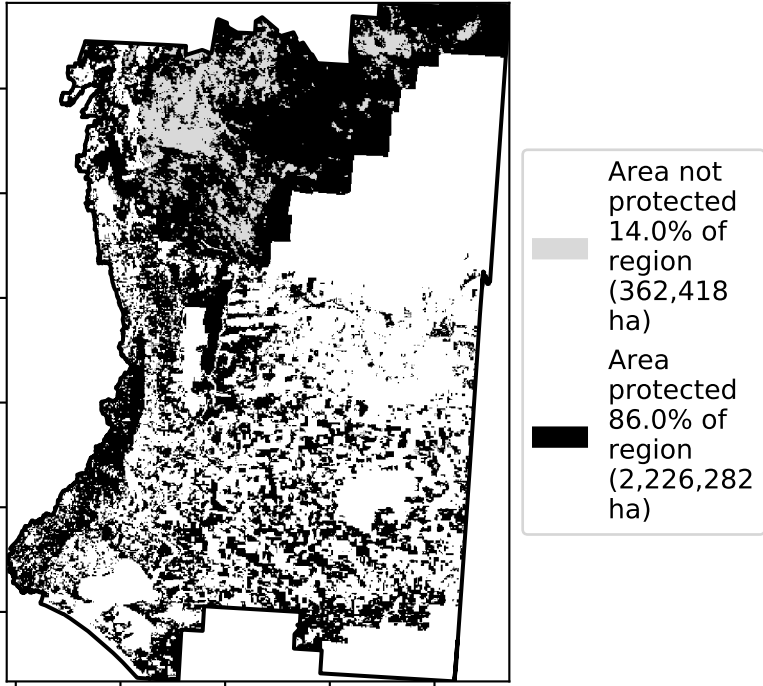 Area not
protected
14.0% of
region
(362,418
ha)
Area
protected
86.0% of
region
(2,226,282
ha)